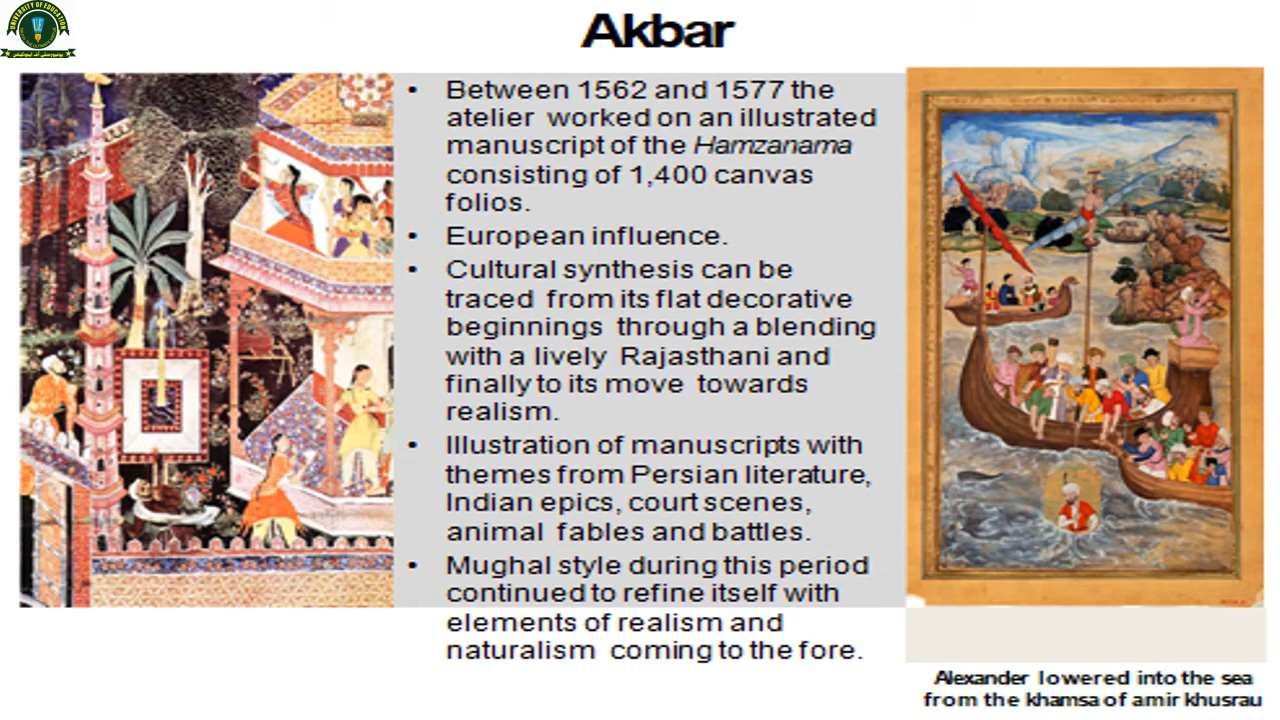 UNIVERSITY OF EDUCATION
Akbar
• Between 1562 and 1577 the
atelier worked on an illustrated
manuscript of the Hamzanama
consisting of 1,400 canvas
folios.
• European influence.
• Cultural synthesis can be
traced from its flat decorative
beginnings through a blending
with a lively Rajasthani and
finally to its move towards
realism.
• Illustration of manuscripts with
themes from Persian literature,
Indian epics, court scenes,
animal fables and battles.
• Mughal style during this period
continued to refine itself with
elements of realism and
naturalism coming to the fore.
Alexander lowered into the sea
from the khamsa of amir khusrau